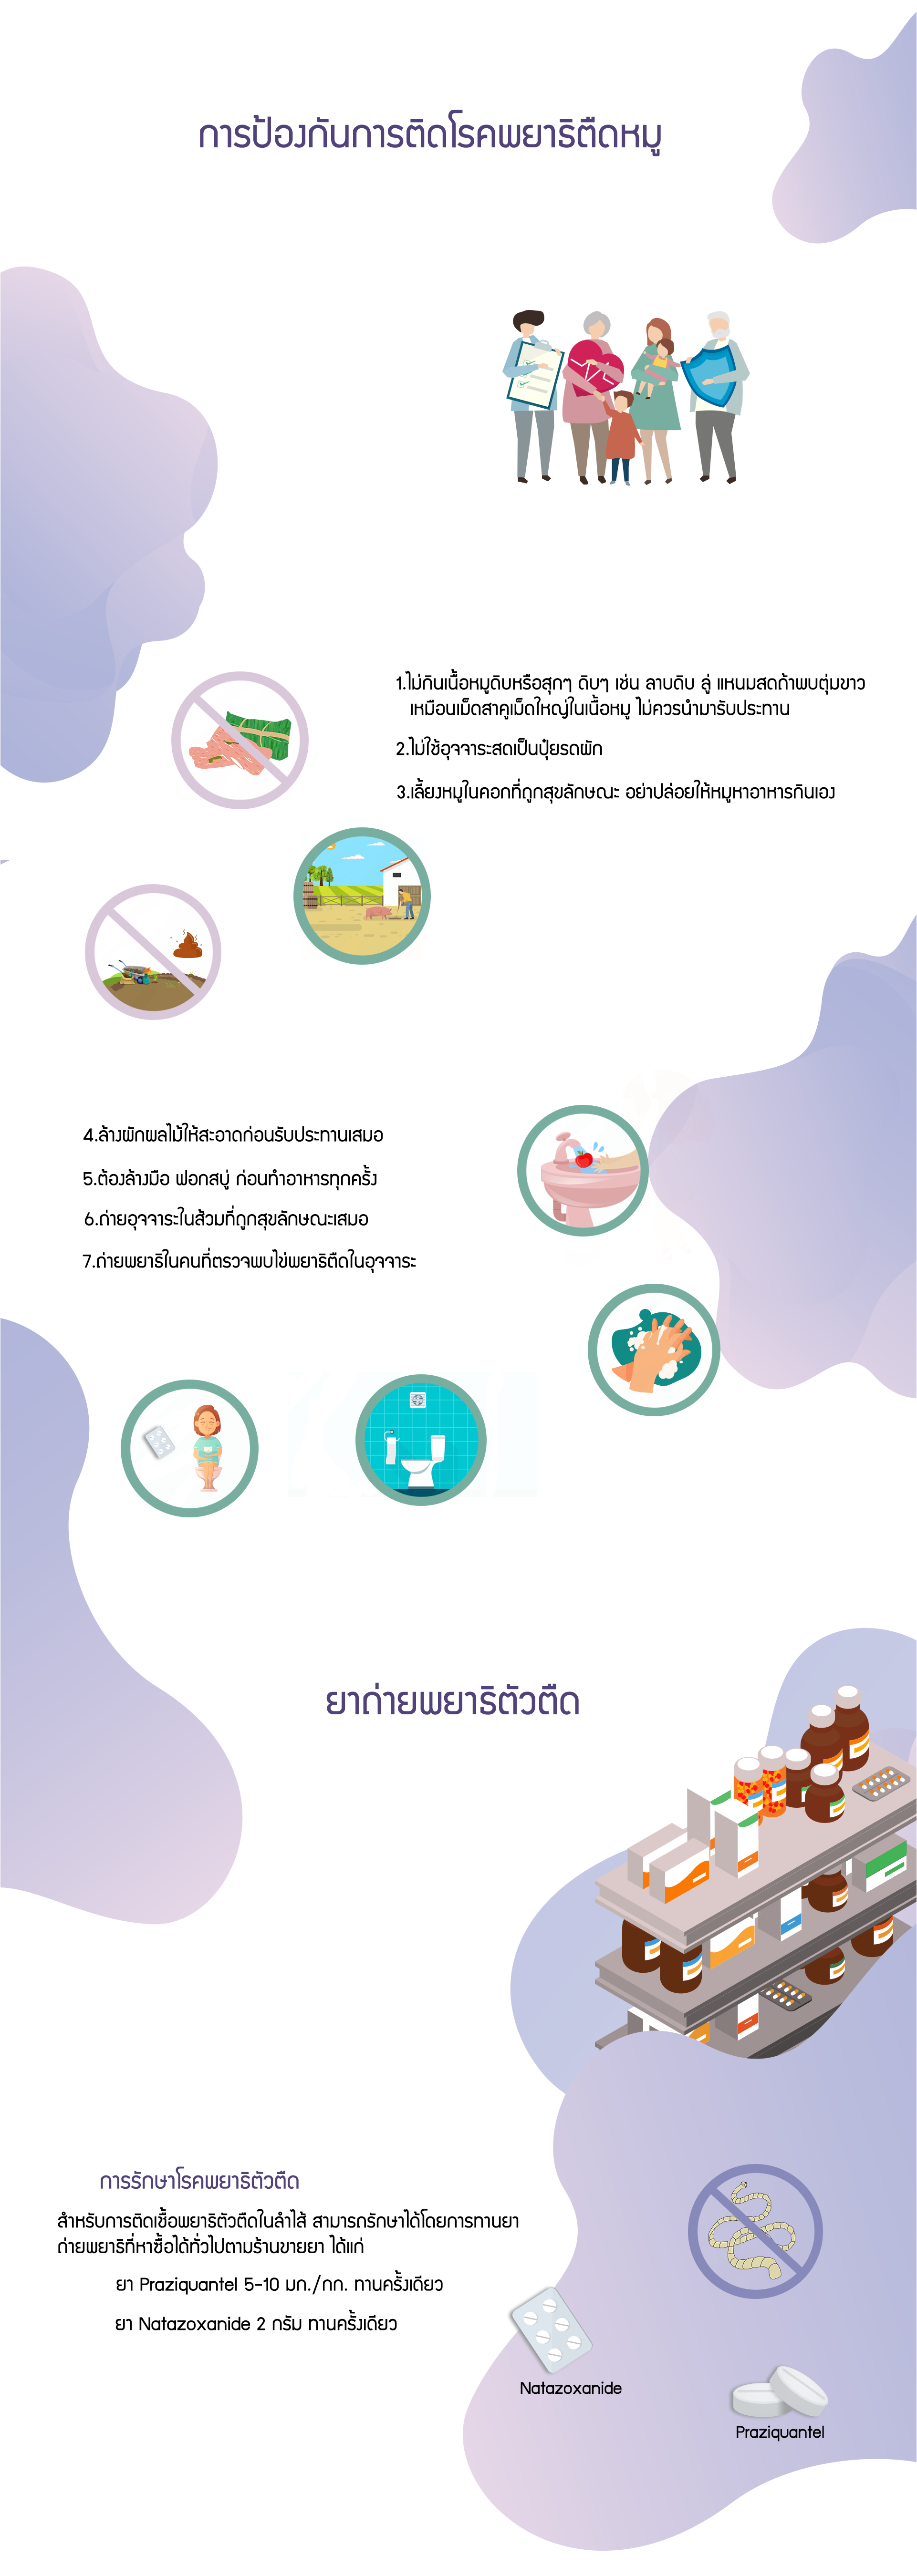 การป้องกันการติดโรคพยาธิตืดหมู
1.ไม่กินเนื้อหมูดิบหรือสุกๆ ดิบๆ เช่น ลาบดิบ ลู่ แหนมสดถ้าพบตุ่มขาว
เหมือนเม็ดสาคูเม็ดใหญ่ในเนื้อหมู ไม่ควรนำมารับประทาน
2.ไม่ใช้อุจจาระสดเป็นปุ๋ยรดผัก
3.เลี้ยงหมูในคอกที่ถูกสุขลักษณะ อย่าปล่อยให้หมูหาอาหารกินเอง
4.ล้างผักผลไม้ให้สะอาดก่อนรับประทานเสมอ
5.ต้องล้างมือ ฟอกสบู่ ก่อนทำอาหารทุกครั้ง
6.ถ่ายอุจจาระในส้วมที่ถูกสุขลักษณะเสมอ
7.ถ่ายพยาธิในคนที่ตรวจพบไข่พยาธิตืดในอุจจาระ
ยาถ่ายพยาธิตัวตืด
การรักษาโรคพยาธิตัวตืด
สำหรับการติดเชื้อพยาธิตัวตืดในลำไส้ สามารถรักษาได้โดยการทานยา
ถ่ายพยาธิที่หาซื้อได้ทั่วไปตามร้านขายยา ได้แก่
ยา Praziquantel 5-10 มก./กก. ทานครั้งเดียว
ยา Natazoxanide 2 กรัม ทานครั้งเดียว
Natazoxanide
Praziquantel